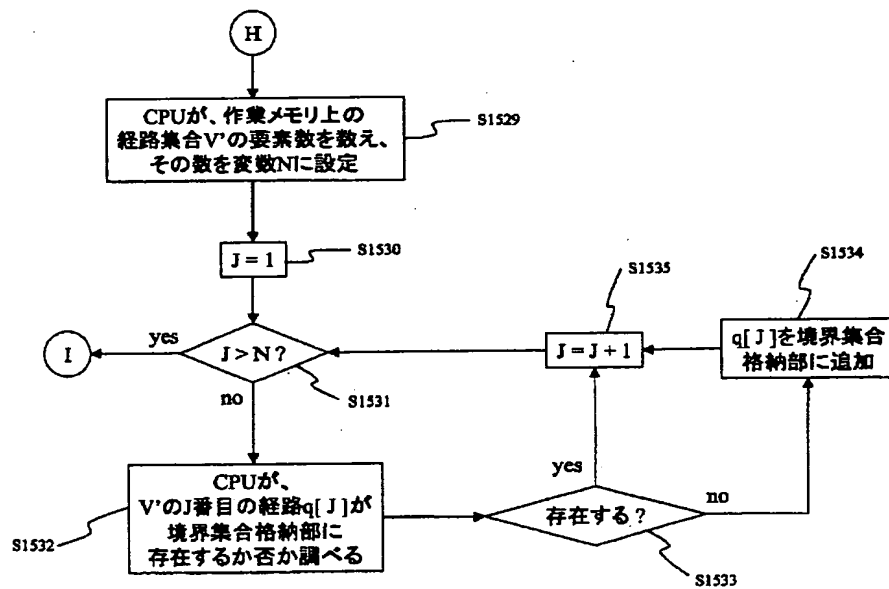 H
CPUが、作業メモリ上の
経路集合V'の要素数を数え、
その数を変数Nに設定
S1529
J = 1
S1530
J > N ?
yes
I
no
S1531
S1535
J = J + 1
S1534
q[ J ]を境界集合
格納部に追加
CPUが、
V'のJ番目の経路q[ J ]が
境界集合格納部に
存在するか否か調べる
S1532
存在する ?
yes
no
S1533